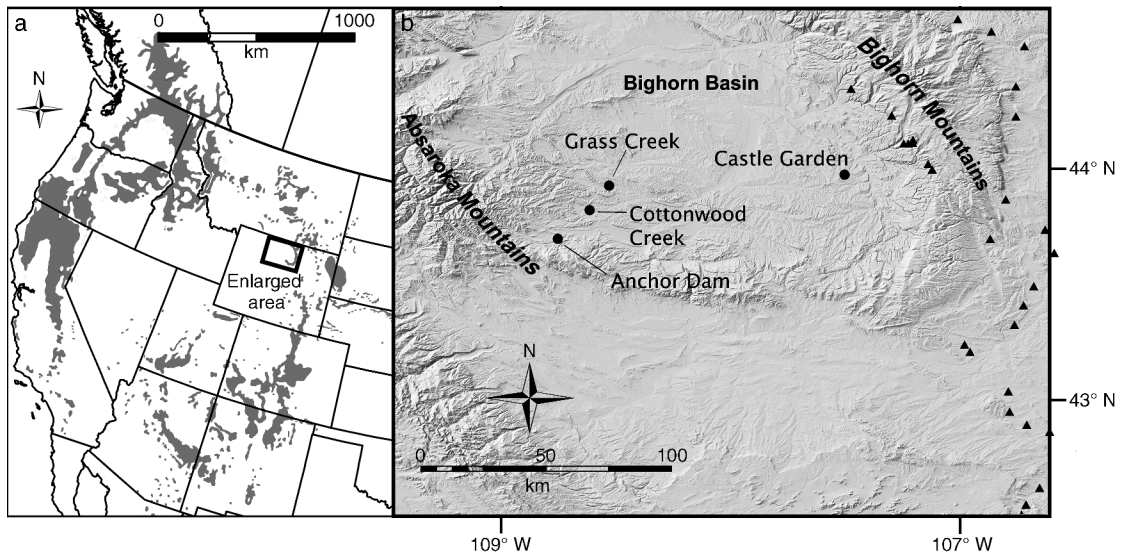 a
0 1000
km
N
Enlarged
area
b
Bighorn Basin
Bighorn Mountains
Absaroka Mountains
Grass Creek
Castle Garden
Cottonwood
Creek
Anchor Dam
N
0 50 100
km
44° N
43° N
109° W
107° W